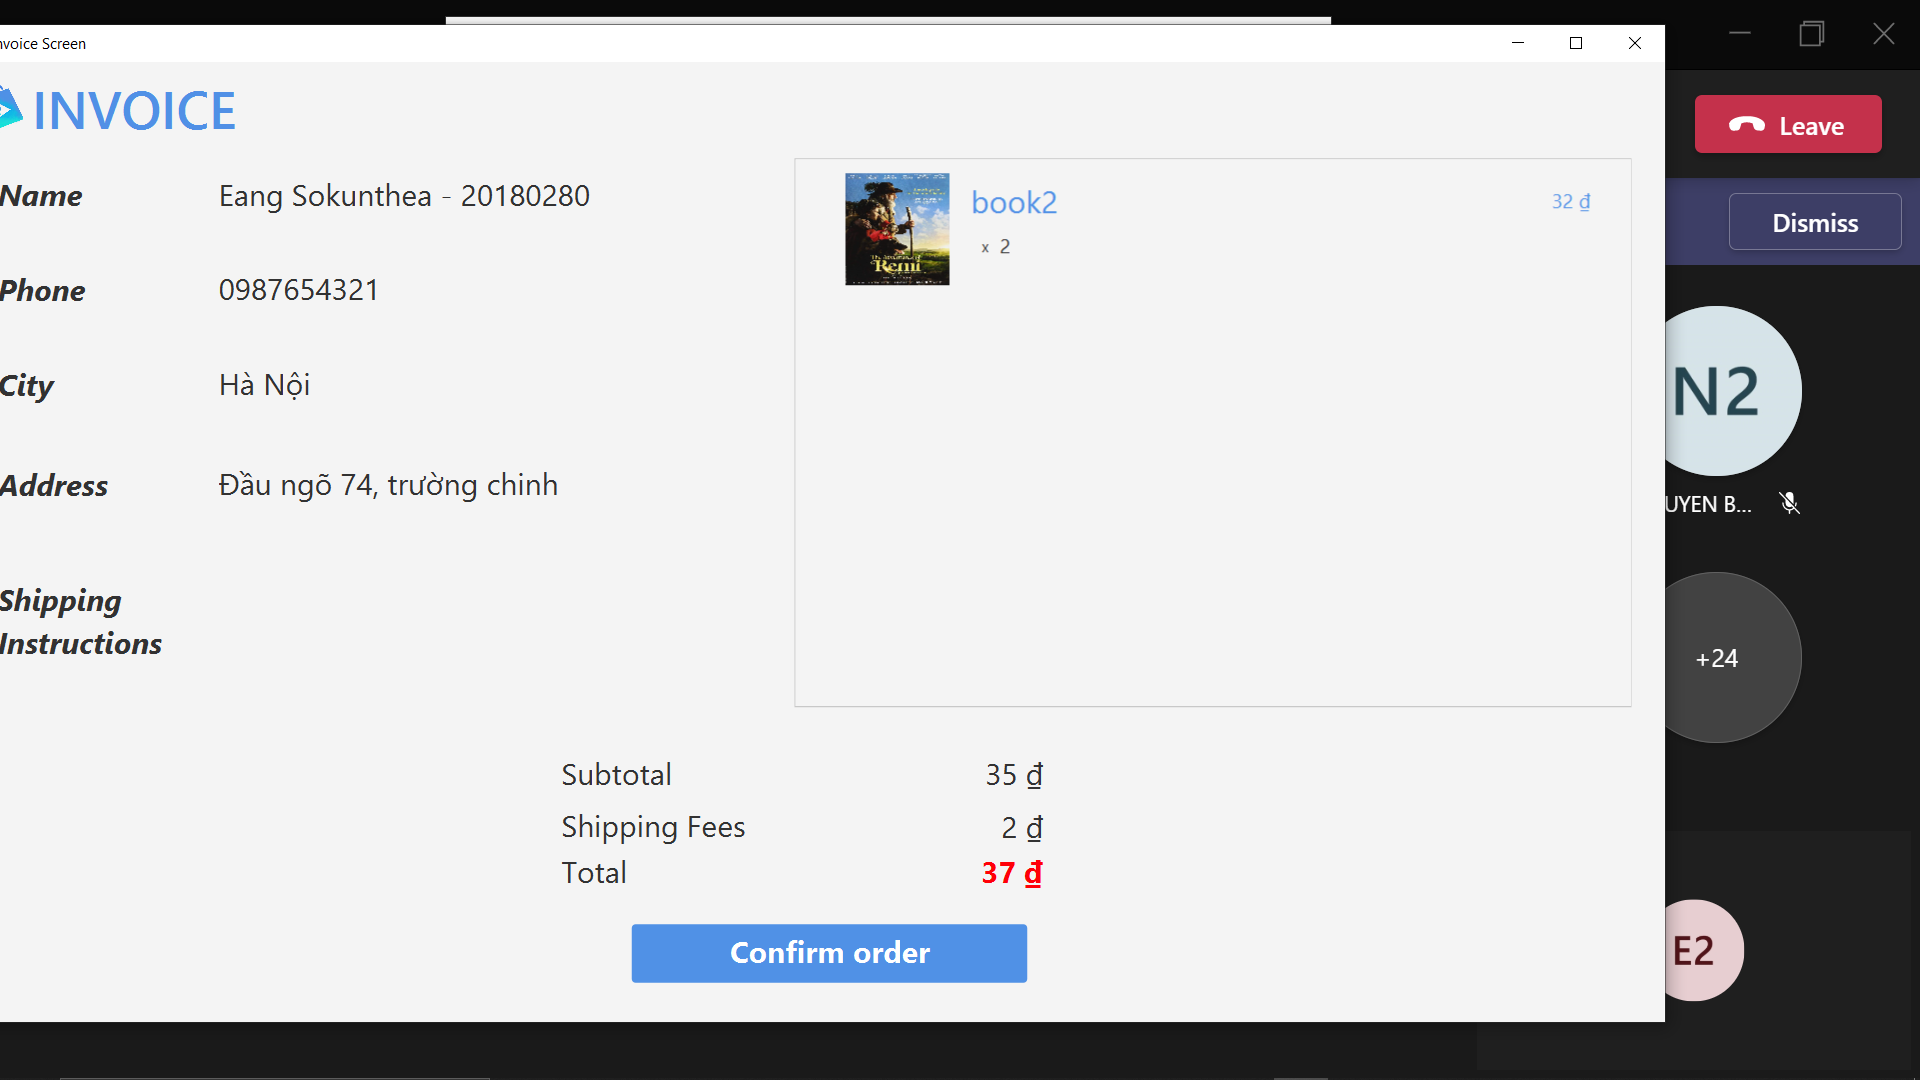 nvoice Screen
INVOICE
Leave
Name Eang Sokunthea - 20180280
book2 32 ₫
Dismiss
x 2
Remi
Phone 0987654321
City Hà Nội
N2
Address Đầu ngõ 74, trường chinh
UYEN B...
Shipping
Instructions
+24
Subtotal 35 ₫
Shipping Fees 2 ₫
Total 37 ₫
Confirm order
E2